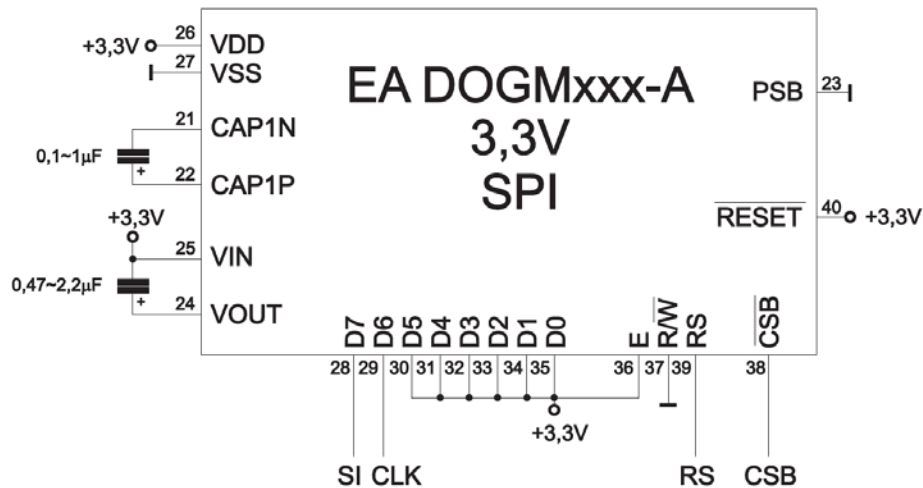 26
+3,3V
VDD
27
VSS
EA DOGMxxx-A
3,3V
SPI
PSB
23
21
CAP1N
0,1~1µF
+
22
CAP1P
RESET
40
+3,3V
+3,3V
25
VIN
0,47~2,2µF
+
24
VOUT
D7
D6
D5
D4
D3
D2
D1
D0
E
R/W
RS
CSB
28
29
30
31
32
33
34
35
36
37
39
38
+3,3V
SI
CLK
RS
CSB